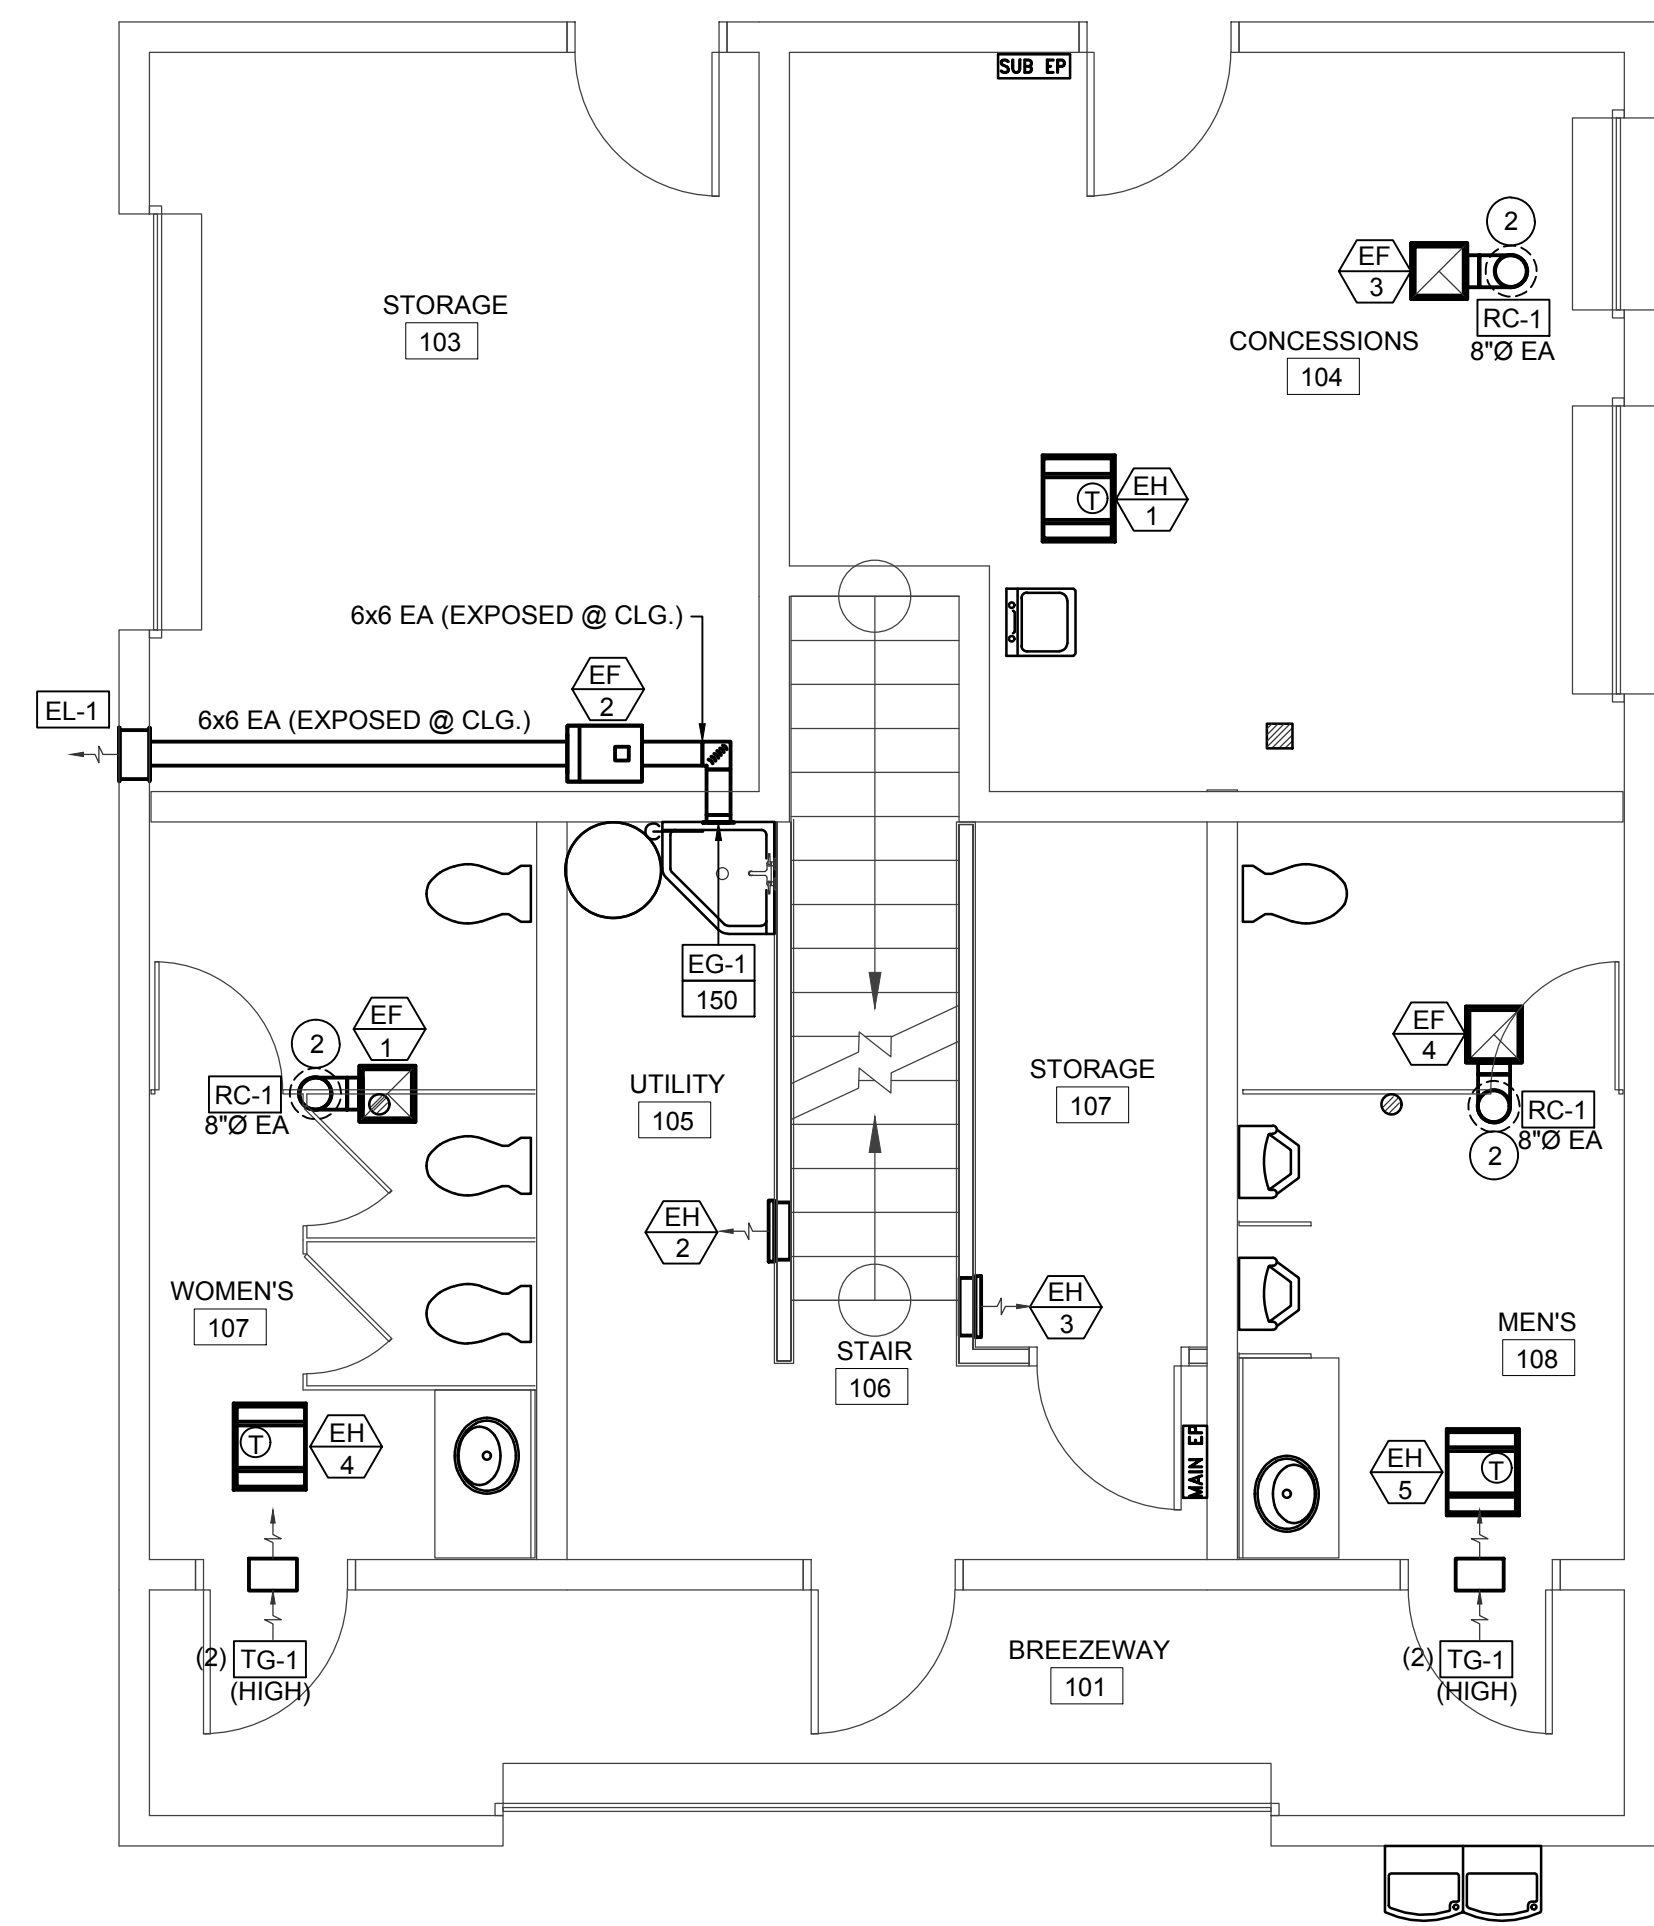 SUB EP
2
EF
3
RC-1
8"Ø EA
STORAGE
103
CONCESSIONS
104
T
EH
1
6x6 EA (EXPOSED @ CLG.)
EF
2
EL-1
6x6 EA (EXPOSED @ CLG.)
EG-1
150
2
EF
1
RC-1
8"Ø EA
UTILITY
105
STORAGE
107
EF
4
RC-1
8"Ø EA
2
EH
2
EH
3
WOMEN'S
107
STAIR
106
MEN'S
108
T
EH
4
MAIN EP
EH
5
T
(2) TG-1
(HIGH)
BREEZEWAY
101
(2) TG-1
(HIGH)